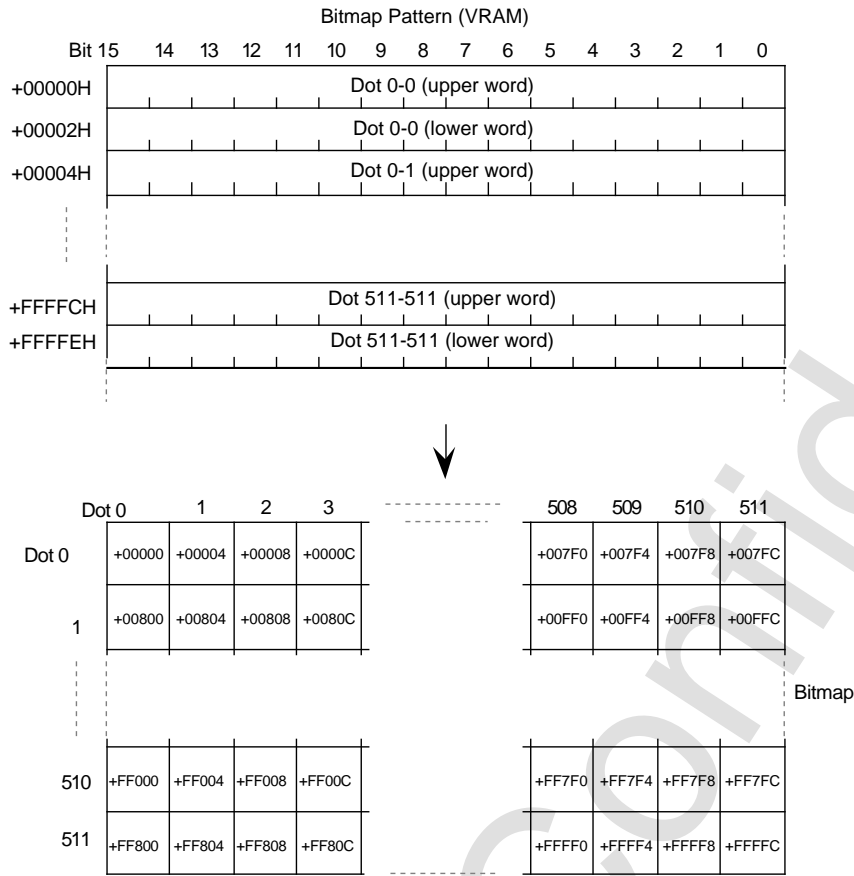 Bitmap Pattern (VRAM)
Bit 15 14 13 12 11 10 9 8 7 6 5 4 3 2 1 0
+00000H Dot 0-0 (upper word)
+00002H Dot 0-0 (lower word)
+00004H Dot 0-1 (upper word)
+FFFFCH Dot 511-511 (upper word)
+FFFFEH Dot 511-511 (lower word)
Dot 0 1 2 3 508 509 510 511
Dot 0 +00000 +00004 +00008 +0000C +007F0 +007F4 +007F8 +007FC
1 +00800 +00804 +00808 +0080C +00FF0 +00FF4 +00FF8 +00FFC
Bitmap
510 +FF000 +FF004 +FF008 +FF00C +FF7F0 +FF7F4 +FF7F8 +FF7FC
511 +FF800 +FF804 +FF808 +FF80C +FFFF0 +FFFF4 +FFFF8 +FFFFC
Confid